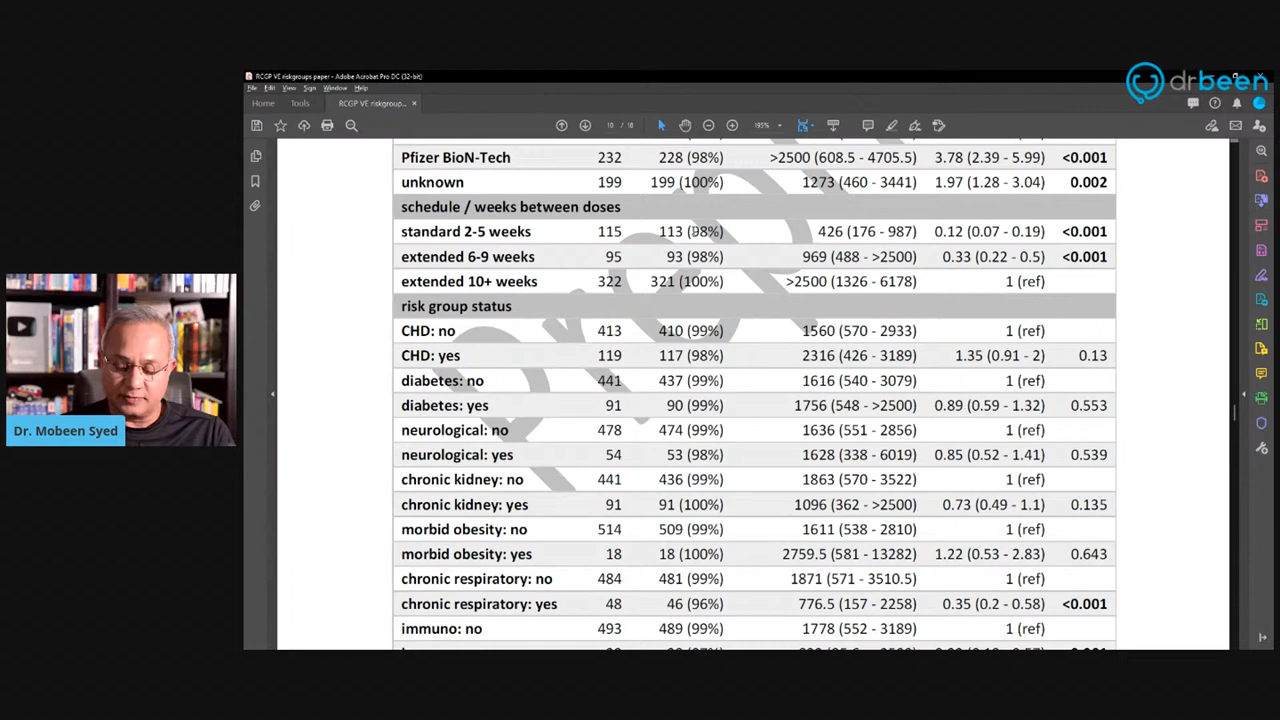 drbeen
RCGP VE riskgroups paper - Adobe Acrobat Pro DC (32-bit)
File Edit View Sign Window Help
Home Tools RCGP VE riskgroup... ×
10 / 18 195%
Pfizer BioN-Tech 232 228 (98%) >2500 (608.5 - 4705.5) 3.78 (2.39 - 5.99) <0.001
unknown 199 199 (100%) 1273 (460 - 3441) 1.97 (1.28 - 3.04) 0.002
schedule / weeks between doses
standard 2-5 weeks 115 113 (98%) 426 (176 - 987) 0.12 (0.07 - 0.19) <0.001
extended 6-9 weeks 95 93 (98%) 969 (488 - >2500) 0.33 (0.22 - 0.5) <0.001
extended 10+ weeks 322 321 (100%) >2500 (1326 - 6178) 1 (ref)
risk group status
CHD: no 413 410 (99%) 1560 (570 - 2933) 1 (ref)
CHD: yes 119 117 (98%) 2316 (426 - 3189) 1.35 (0.91 - 2) 0.13
diabetes: no 441 437 (99%) 1616 (540 - 3079) 1 (ref)
diabetes: yes 91 90 (99%) 1756 (548 - >2500) 0.89 (0.59 - 1.32) 0.553
neurological: no 478 474 (99%) 1636 (551 - 2856) 1 (ref)
neurological: yes 54 53 (98%) 1628 (338 - 6019) 0.85 (0.52 - 1.41) 0.539
chronic kidney: no 441 436 (99%) 1863 (570 - 3522) 1 (ref)
chronic kidney: yes 91 91 (100%) 1096 (362 - >2500) 0.73 (0.49 - 1.1) 0.135
morbid obesity: no 514 509 (99%) 1611 (538 - 2810) 1 (ref)
morbid obesity: yes 18 18 (100%) 2759.5 (581 - 13282) 1.22 (0.53 - 2.83) 0.643
chronic respiratory: no 484 481 (99%) 1871 (571 - 3510.5) 1 (ref)
chronic respiratory: yes 48 46 (96%) 776.5 (157 - 2258) 0.35 (0.2 - 0.58) <0.001
immuno: no 493 489 (99%) 1778 (552 - 3189) 1 (ref)
Dr. Mobeen Syed